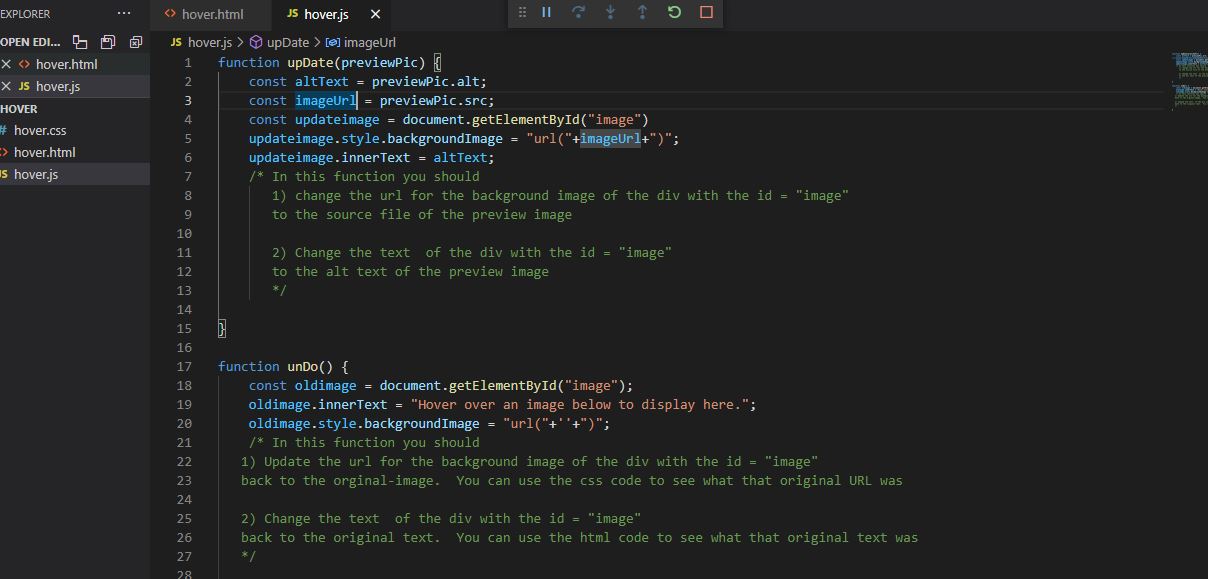 EXPLORER
···
OPEN EDI...
hover.html
JS hover.js
HOVER
# hover.css
hover.html
JS hover.js
<> hover.html
JS hover.js
JS hover.js > upDate > imageUrl
1 function upDate(previewPic) {
2 const altText = previewPic.alt;
3 const imageUrl = previewPic.src;
4 const updateimage = document.getElementById("image")
5 updateimage.style.backgroundImage = "url("+imageUrl+")";
6 updateimage.innerText = altText;
7 /* In this function you should
8 1) change the url for the background image of the div with the id = "image"
9 to the source file of the preview image
10
11 2) Change the text  of the div with the id = "image"
12 to the alt text of the preview image
13 */
14
15 }
16
17 function unDo() {
18 const oldimage = document.getElementById("image");
19 oldimage.innerText = "Hover over an image below to display here.";
20 oldimage.style.backgroundImage = "url("+''+")";
21 /* In this function you should
22 1) Update the url for the background image of the div with the id = "image"
23 back to the orginal-image.  You can use the css code to see what that original URL was
24
25 2) Change the text  of the div with the id = "image"
26 back to the original text.  You can use the html code to see what that original text was
27 */
28